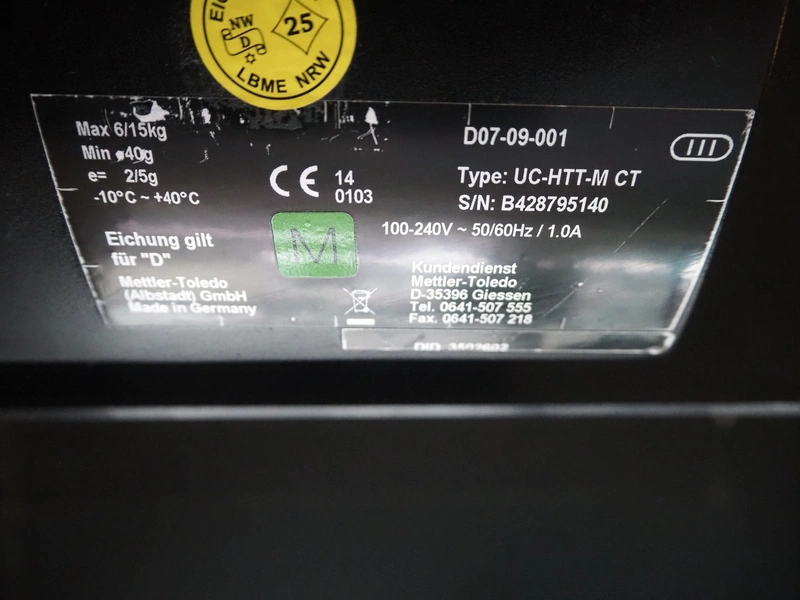 NW
D
25
LBME NRW
Max 6/15kg
Min 40g
e= 2/5g
-10°C ~ +40°C
Eichung gilt
für "D"
Mettler-Toledo
(Albstadt) GmbH
Made in Germany
CE 14
0103
M
D07-09-001
III
Type: UC-HTT-M CT
S/N: B428795140
100-240V ~ 50/60Hz / 1.0A
Kundendienst
Mettler-Toledo
D-35396 Giessen
Tel. 0641-507 555
Fax. 0641-507 218
DID